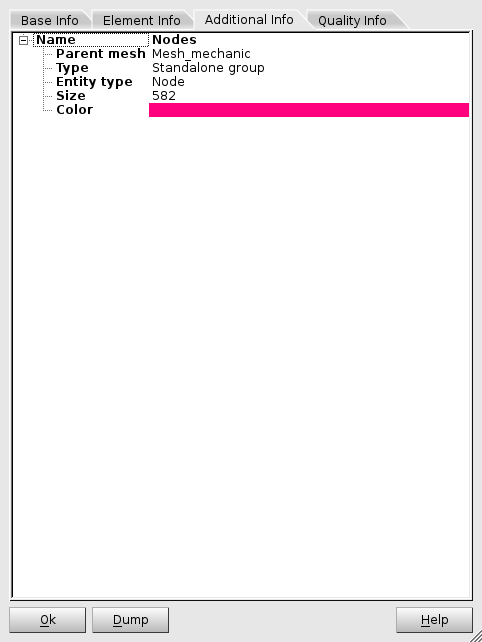 Base Info Element Info Additional Info Quality Info
Name Nodes
Parent mesh Mesh_mechanic
Type Standalone group
Entity type Node
Size 582
Color
Ok Dump Help